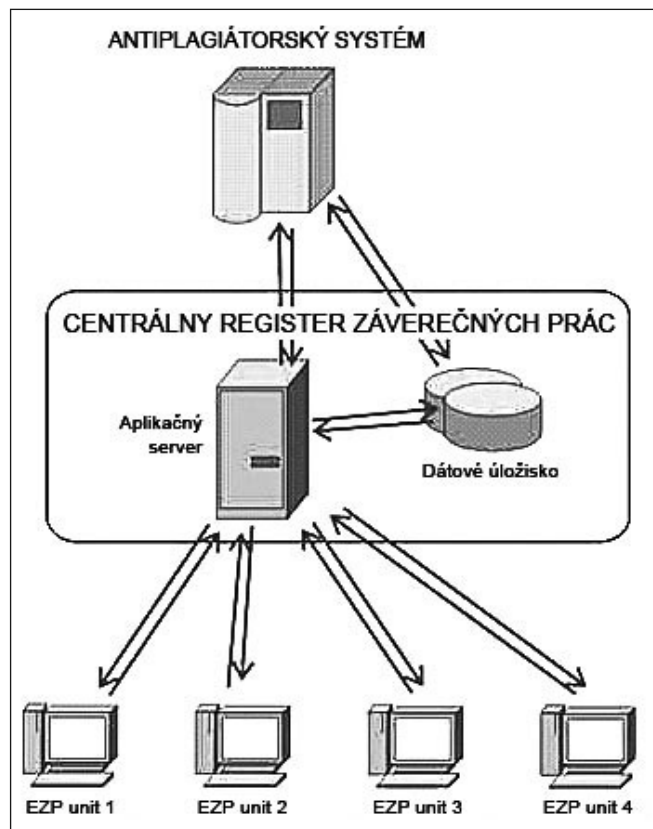 ANTIPLAGIÁTORSKÝ SYSTÉM
CENTRÁLNY REGISTER ZÁVEREČNÝCH PRÁC
Aplikačný
server
Dátové úložisko
EZP unit 1
EZP unit 2
EZP unit 3
EZP unit 4